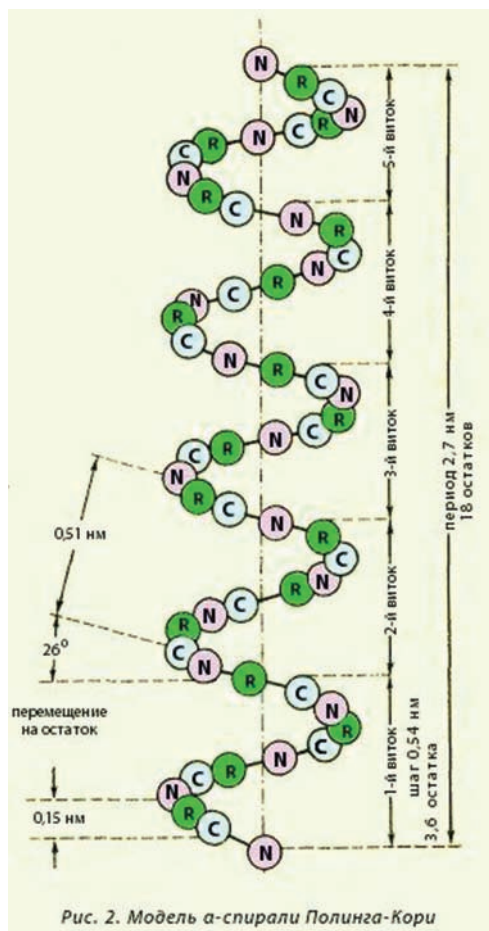 N
R
C
N
C R N C R
N R C N R
C N R C N
R
C N R C N
C R N C R
N R C N R
C N R C N R
C N R C N
C R N C R
N
R C N
5-й виток
4-й виток
3-й виток
2-й виток
1-й виток
шаг 0,54 нм
3,6 остатка
период 2,7 нм
18 остатков
0,51 нм
26°
перемещение
на остаток
0,15 нм
Рис. 2. Модель α-спирали Полинга-Кори